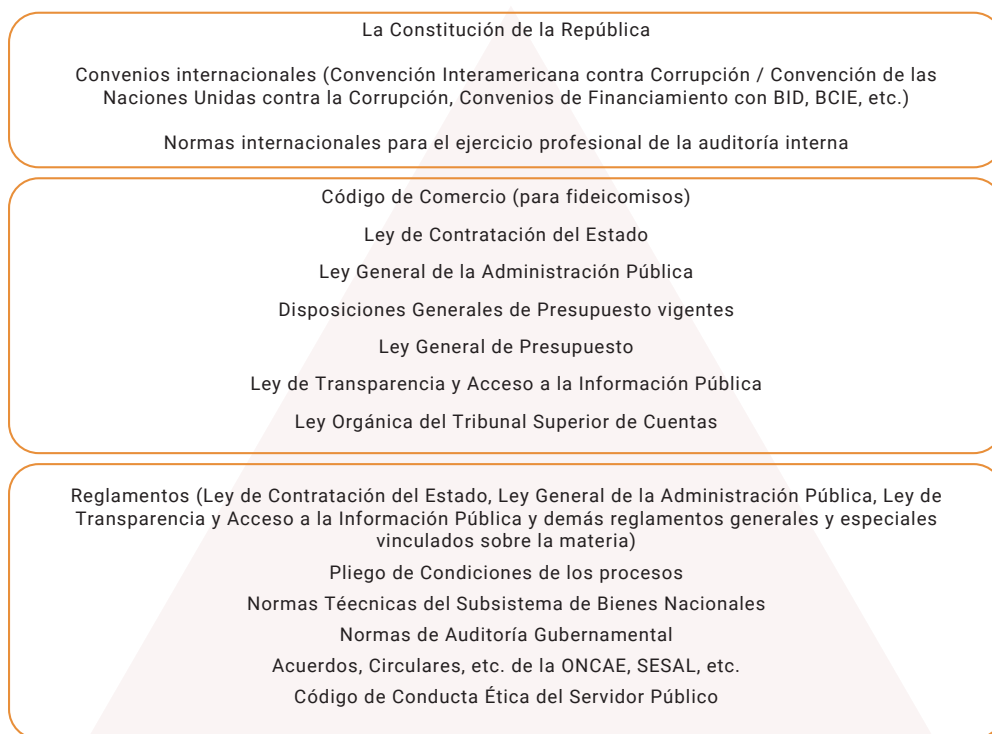 La Constitución de la República
Convenios internacionales (Convención Interamericana contra Corrupción / Convención de las
Naciones Unidas contra la Corrupción, Convenios de Financiamiento con BID, BCIE, etc.)
Normas internacionales para el ejercicio profesional de la auditoría interna
Código de Comercio (para fideicomisos)
Ley de Contratación del Estado
Ley General de la Administración Pública
Disposiciones Generales de Presupuesto vigentes
Ley General de Presupuesto
Ley de Transparencia y Acceso a la Información Pública
Ley Orgánica del Tribunal Superior de Cuentas
Reglamentos (Ley de Contratación del Estado, Ley General de la Administración Pública, Ley de
Transparencia y Acceso a la Información Pública y demás reglamentos generales y especiales
vinculados sobre la materia)
Pliego de Condiciones de los procesos
Normas Téecnicas del Subsistema de Bienes Nacionales
Normas de Auditoría Gubernamental
Acuerdos, Circulares, etc. de la ONCAE, SESAL, etc.
Código de Conducta Ética del Servidor Público